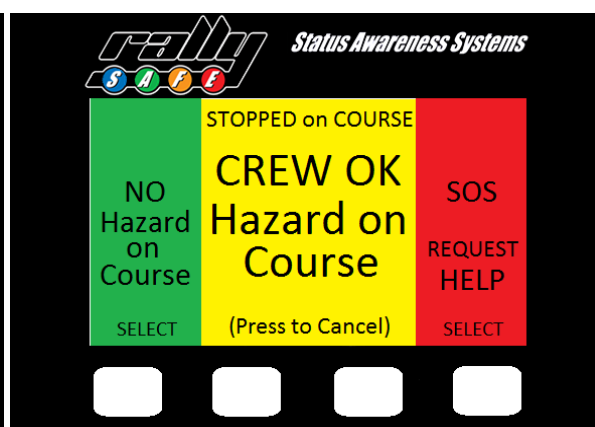 rally
SAFE
Status Awareness Systems
NO
Hazard
on
Course
SELECT
STOPPED on COURSE
CREW OK
Hazard on
Course
(Press to Cancel)
SOS
REQUEST
HELP
SELECT